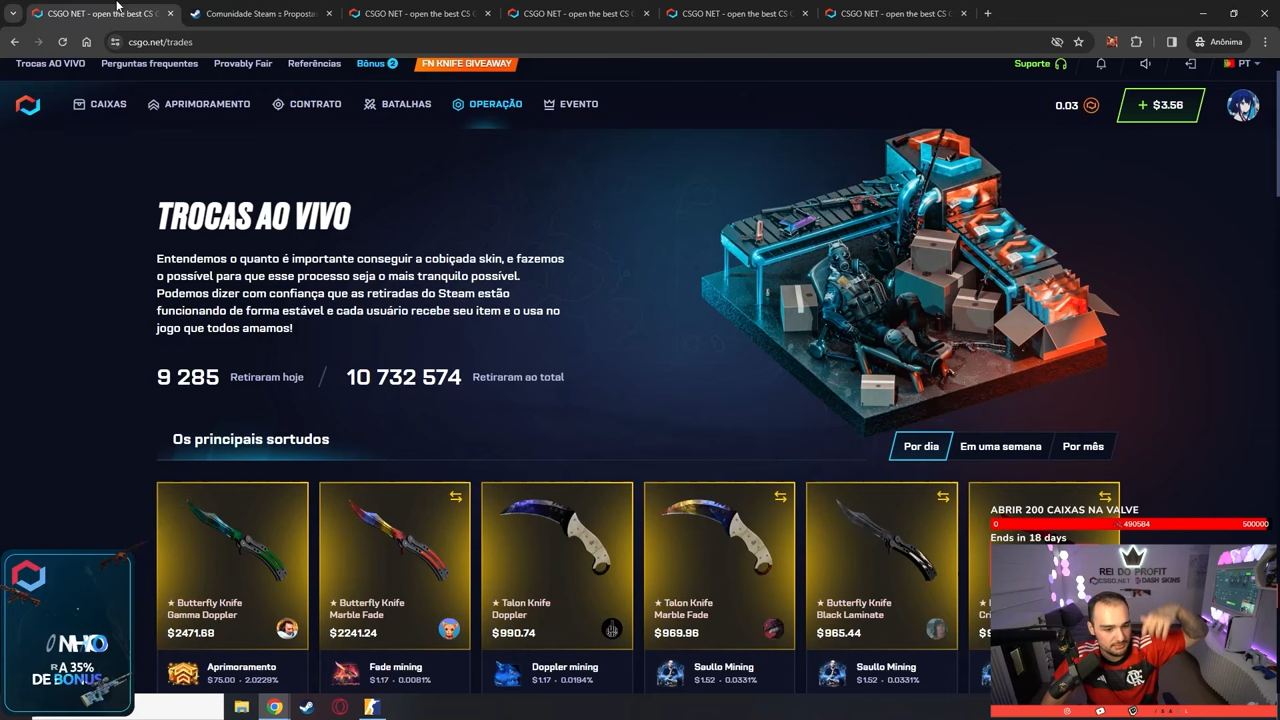 CSGO NET - open the best CS
Comunidade Steam :: Propostas
CSGO NET - open the best CS
CSGO NET - open the best CS
CSGO NET - open the best CS
CSGO NET - open the best CS
csgo.net/trades
Anônima
Trocas AO VIVO
Perguntas frequentes
Provably Fair
Referências
Bônus 2
FN KNIFE GIVEAWAY
Suporte
PT
CAIXAS
APRIMORAMENTO
CONTRATO
BATALHAS
OPERAÇÃO
EVENTO
0.03
+ $3.56
TROCAS AO VIVO
Entendemos o quanto é importante conseguir a cobiçada skin, e fazemos
o possível para que esse processo seja o mais tranquilo possível.
Podemos dizer com confiança que as retiradas do Steam estão
funcionando de forma estável e cada usuário recebe seu item e o usa no
jogo que todos amamos!
9 285 Retiraram hoje / 10 732 574 Retiraram ao total
Os principais sortudos
Por dia
Em uma semana
Por mês
★ Butterfly Knife
Gamma Doppler
$2471.68
Aprimoramento
$75.00 · 2.0229%
★ Butterfly Knife
Marble Fade
$2241.24
Fade mining
$1.17 · 0.0081%
★ Talon Knife
Doppler
$990.74
Doppler mining
$1.17 · 0.0194%
★ Talon Knife
Marble Fade
$969.96
Saullo Mining
$1.52 · 0.0331%
★ Butterfly Knife
Black Laminate
$965.44
Saullo Mining
$1.52 · 0.0331%
ABRIR 200 CAIXAS NA VALVE
0 490584 500000
Ends in 18 days
REI DO PROFIT
CSGO.NET DASH SKINS
A 35%
DE BONUS